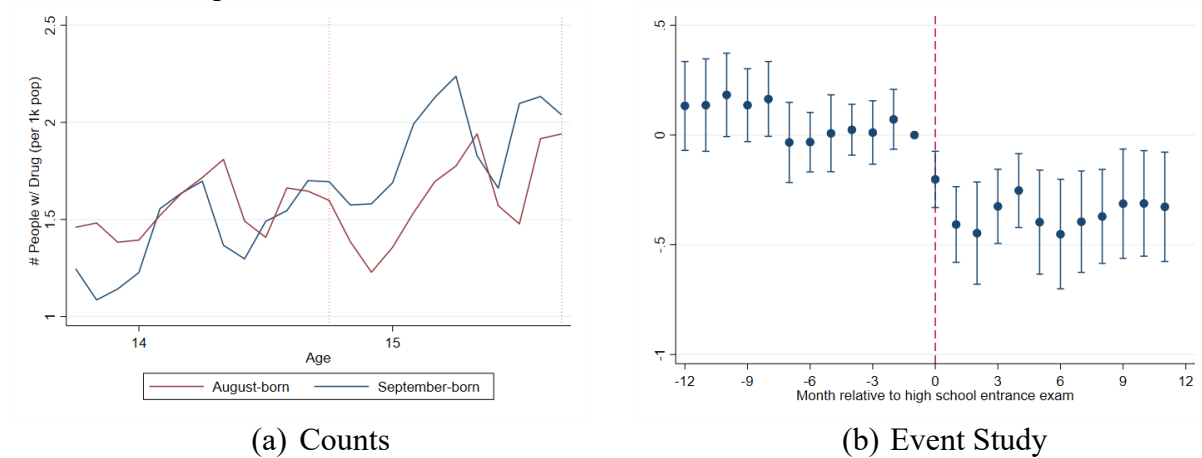 2.5
2
1.5
1
# People w/ Drug (per 1k pop)
14
15
Age
August-born
September-born
(a) Counts
.5
0
-.5
-1
-12
-9
-6
-3
0
3
6
9
12
Month relative to high school entrance exam
(b) Event Study